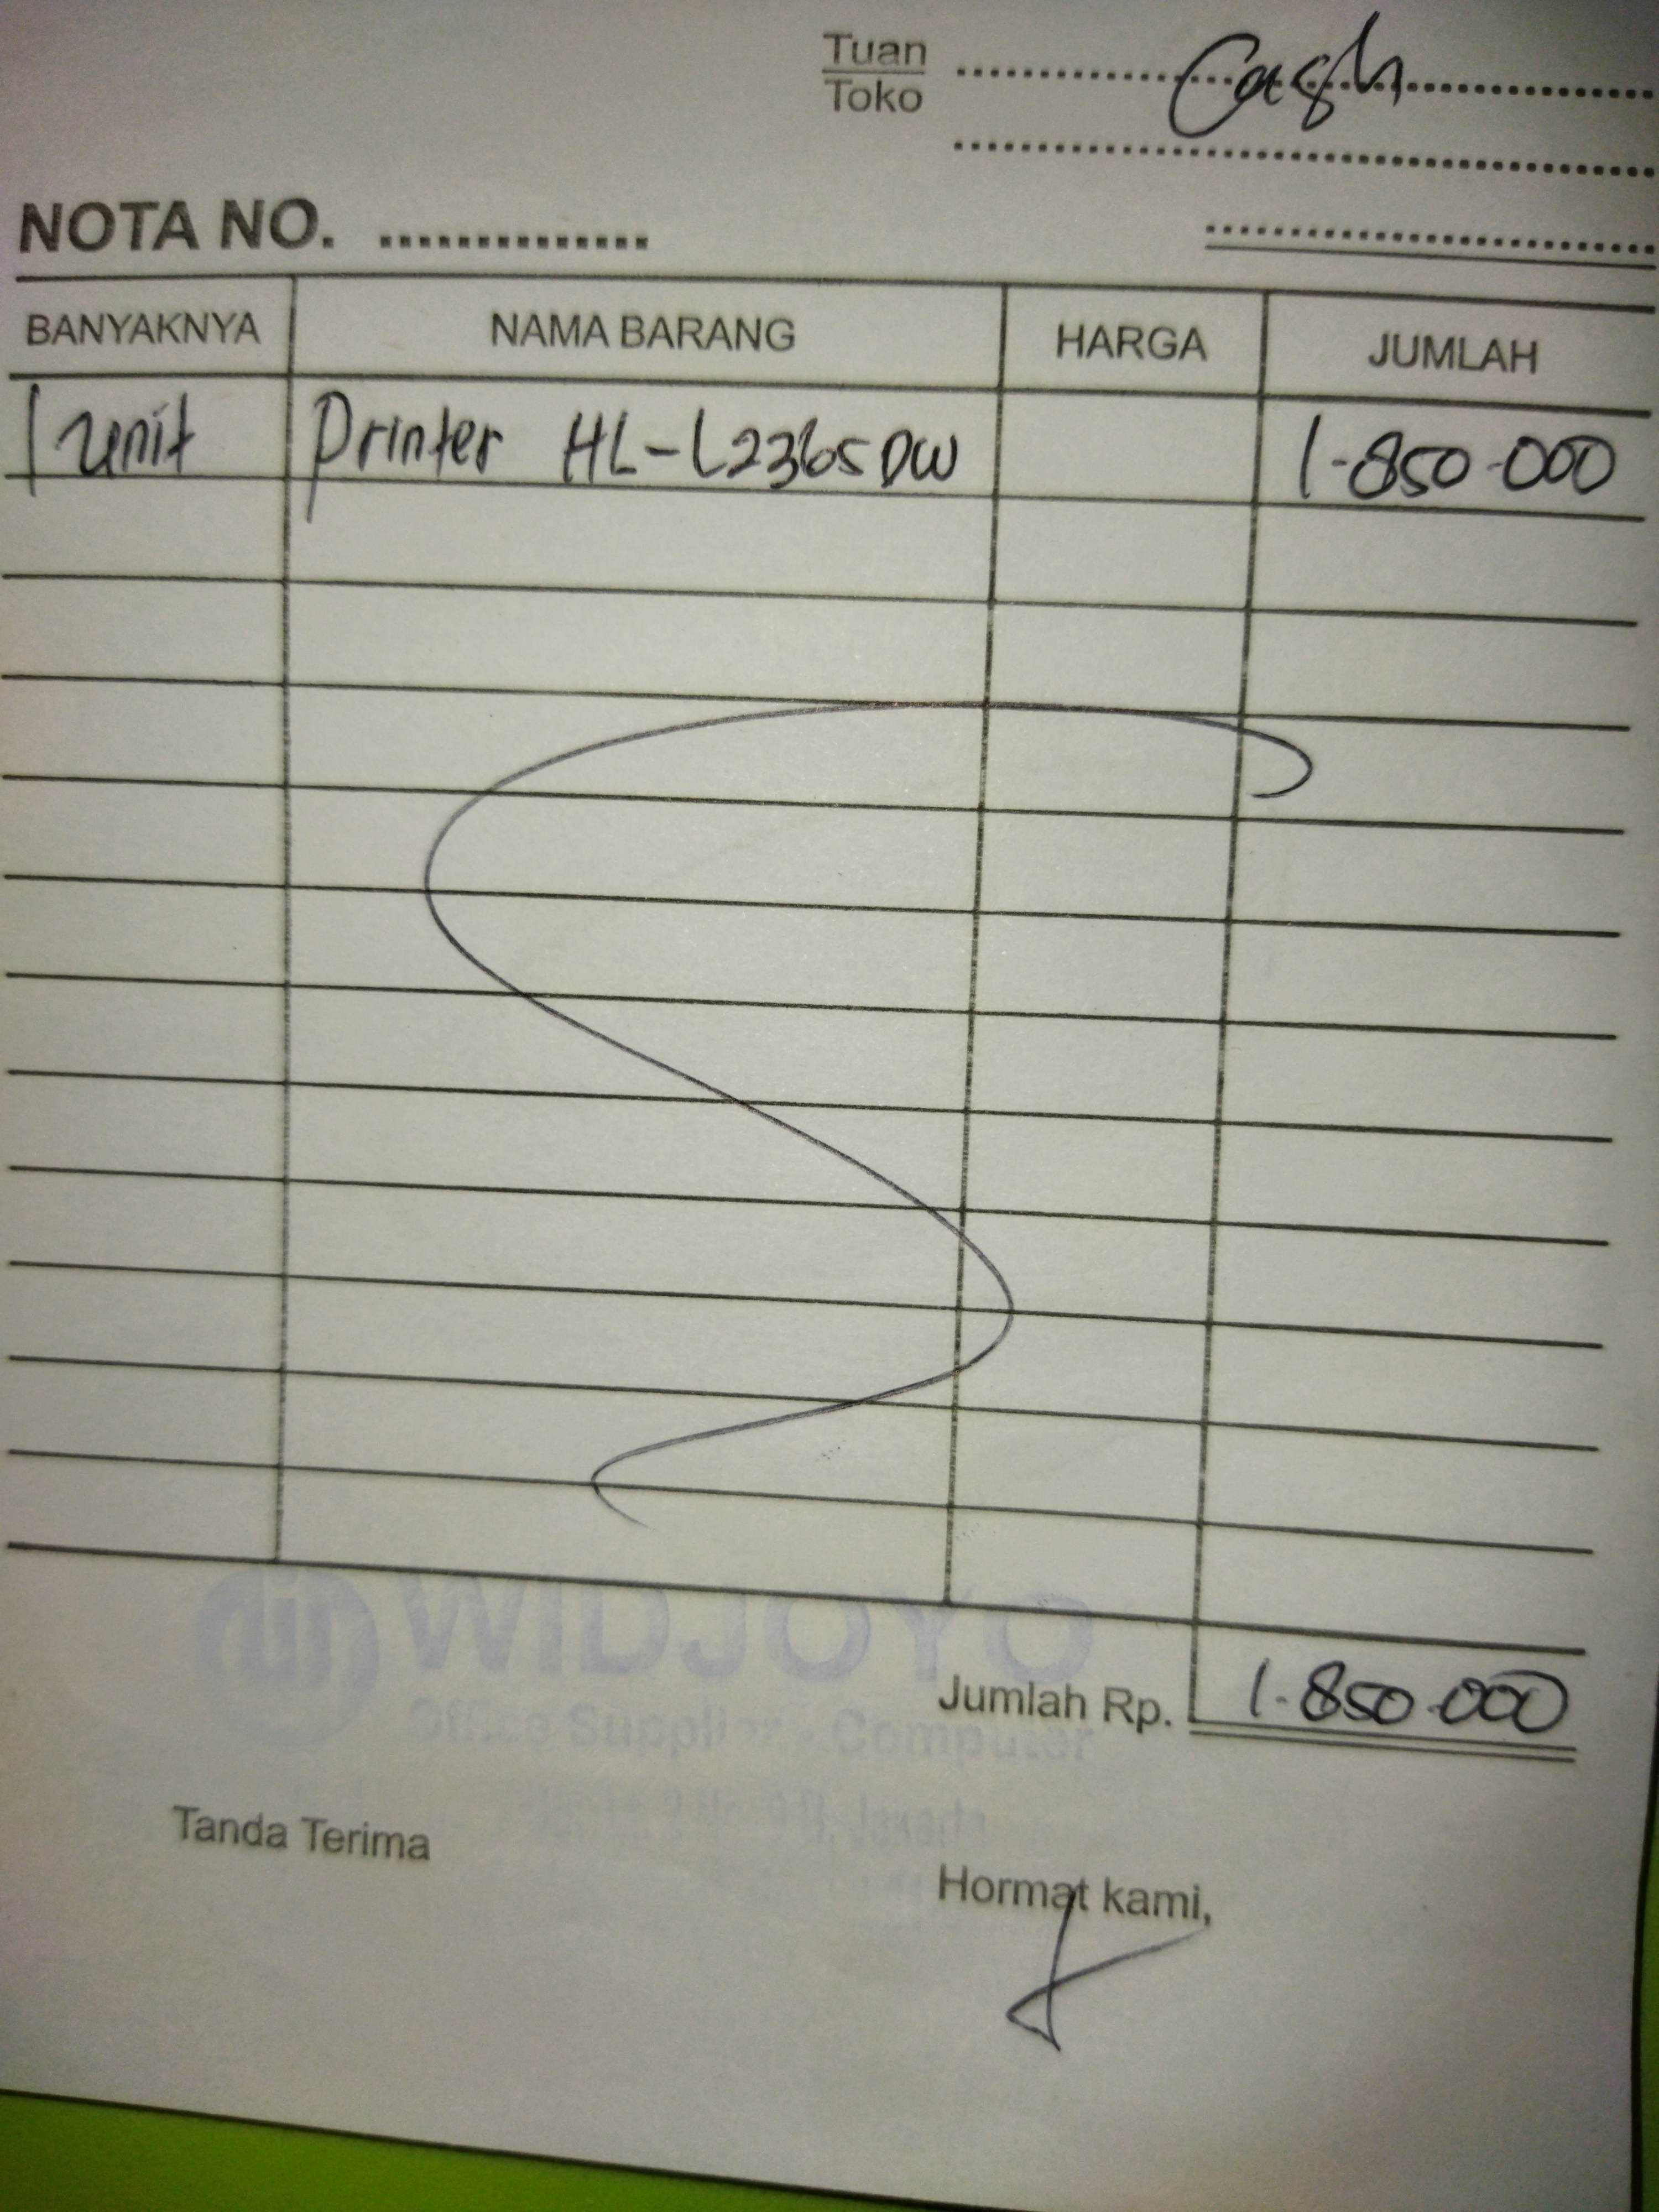 Tuan
Toko
Cash
NOTA NO. ..............
BANYAKNYA NAMA BARANG HARGA JUMLAH
1 unit Printer HL-L2365DW 1.850.000
WIDJOYO
Office Supplier, Computer
Jumlah Rp. 1.850.000
Tanda Terima
Hormat kami,